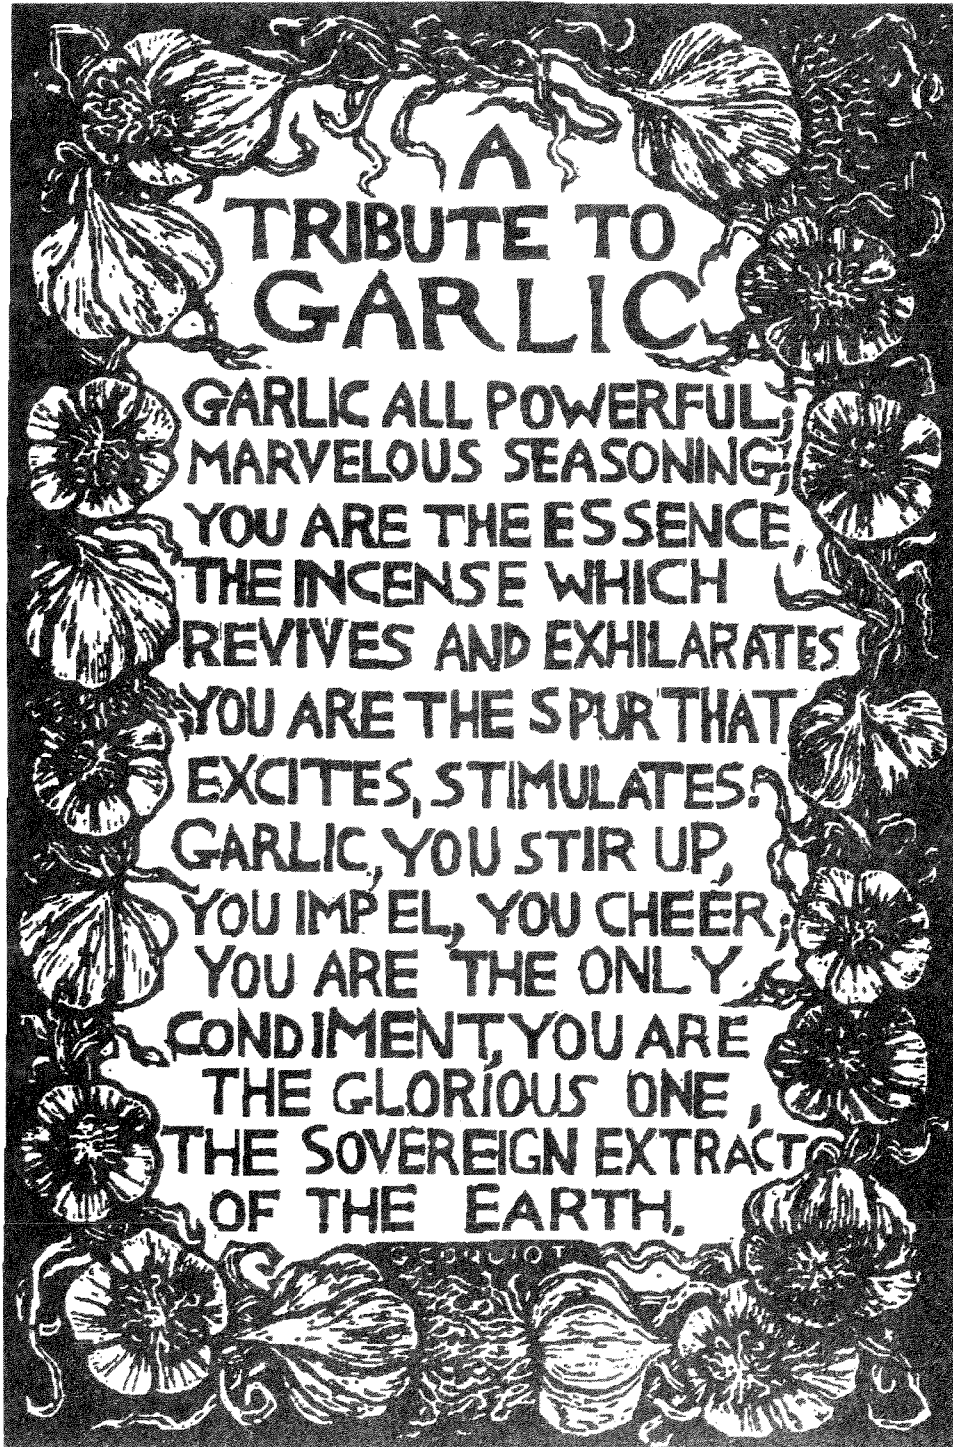 A
TRIBUTE TO
GARLIC
GARLIC ALL POWERFUL;
MARVELOUS SEASONING;
YOU ARE THE ESSENCE,
THE INCENSE WHICH
REVIVES AND EXHILARATES
YOU ARE THE SPUR THAT
EXCITES, STIMULATES.
GARLIC, YOU STIR UP,
YOU IMPEL, YOU CHEER;
YOU ARE THE ONLY
CONDIMENT, YOU ARE
THE GLORIOUS ONE,
THE SOVEREIGN EXTRACT
OF THE EARTH.